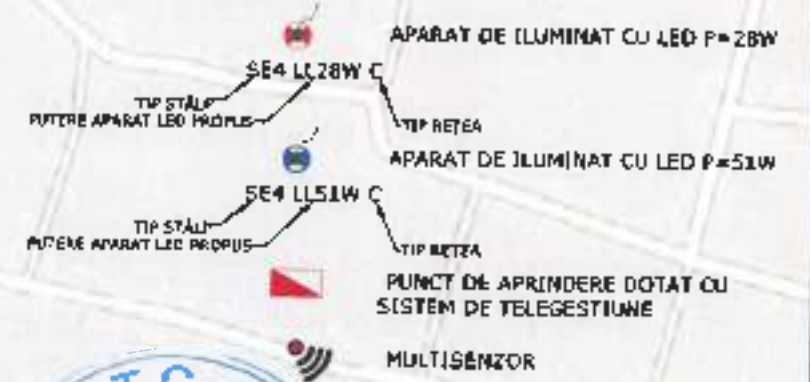 APARAT DE ILUMINAT CU LED P=28W
SE4 LL28W C
TIP STÂLP
PUTERE APARAT LED PROPUS
TIP REȚEA
APARAT DE ILUMINAT CU LED P=51W
SE4 LL51W C
TIP STÂLP
PUTERE APARAT LED PROPUS
TIP REȚEA
PUNCT DE APRINDERE DOTAT CU
SISTEM DE TELEGESTIUNE
MULTISENZOR